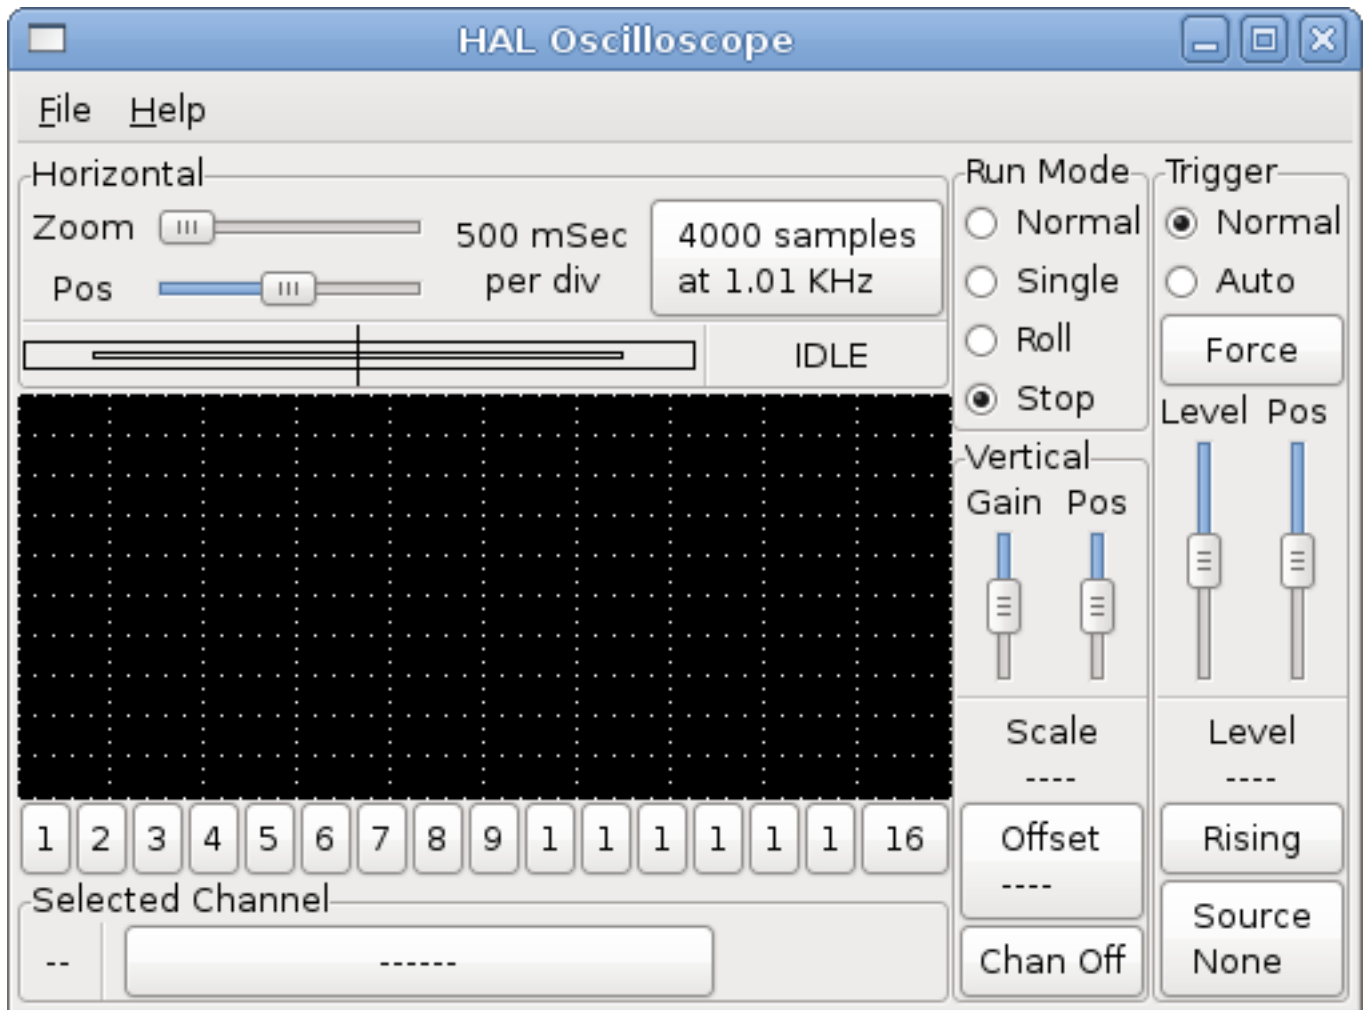 HAL Oscilloscope
File Help
Horizontal
Zoom
Pos
500 mSec
per div
4000 samples
at 1.01 KHz
IDLE
Run Mode
Normal
Single
Roll
Stop
Trigger
Normal
Auto
Force
Level Pos
Vertical
Gain Pos
Scale
----
Level
----
1 2 3 4 5 6 7 8 9 1 1 1 1 1 1 16
Offset
----
Rising
Selected Channel
--
------
Chan Off
Source
None